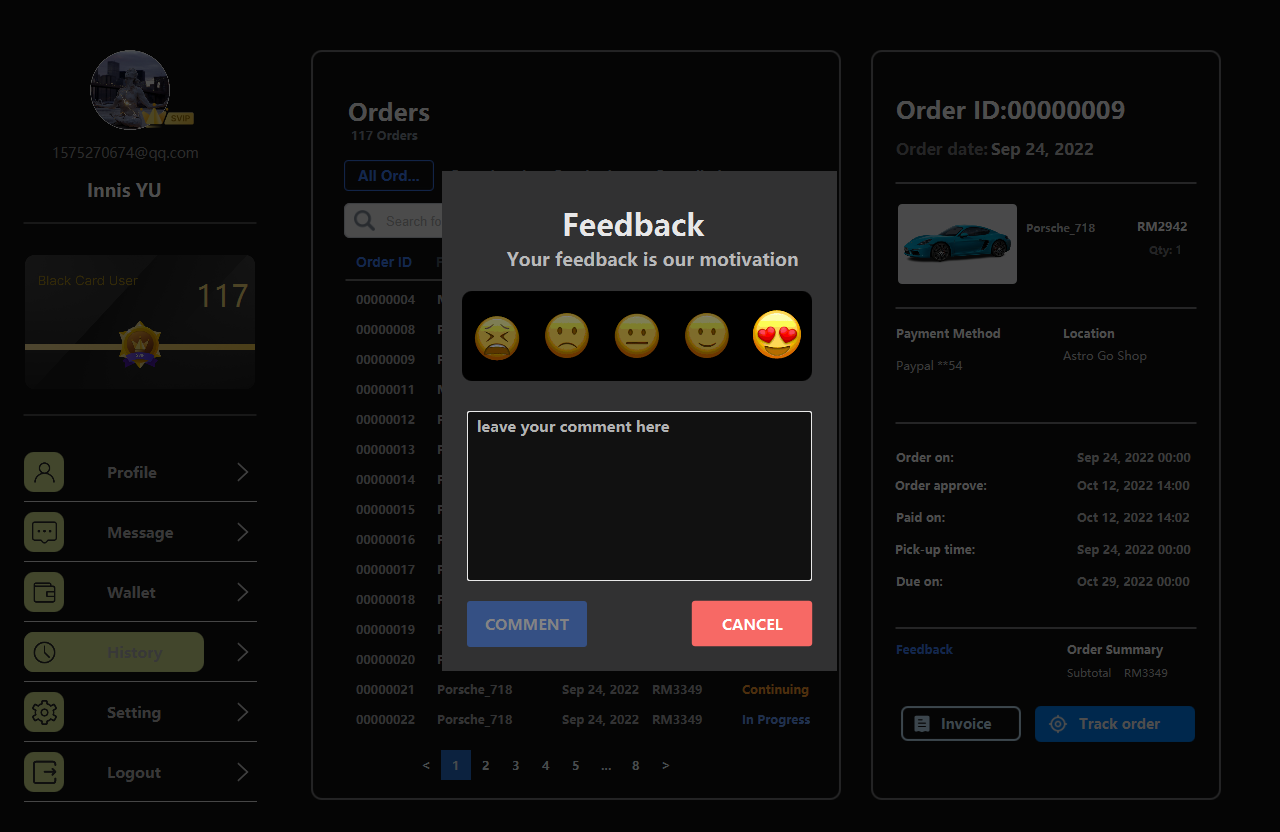 SVIP
1575270674@qq.com
Innis YU
Black Card User
117
Profile
Message
Wallet
History
Setting
Logout
Orders
117 Orders
All Ord...
Search fo
Order ID
00000004
00000008
00000009
00000011
00000012
00000013
00000014
00000015
00000016
00000017
00000018
00000019
00000020
00000021 Porsche_718 Sep 24, 2022 RM3349 Continuing
00000022 Porsche_718 Sep 24, 2022 RM3349 In Progress
< 1 2 3 4 5 ... 8 >
Feedback
Your feedback is our motivation
leave your comment here
COMMENT CANCEL
Order ID:00000009
Order date: Sep 24, 2022
Porsche_718 RM2942
Qty: 1
Payment Method Location
Paypal **54 Astro Go Shop
Order on: Sep 24, 2022 00:00
Order approve: Oct 12, 2022 14:00
Paid on: Oct 12, 2022 14:02
Pick-up time: Sep 24, 2022 00:00
Due on: Oct 29, 2022 00:00
Feedback Order Summary
Subtotal RM3349
Invoice Track order